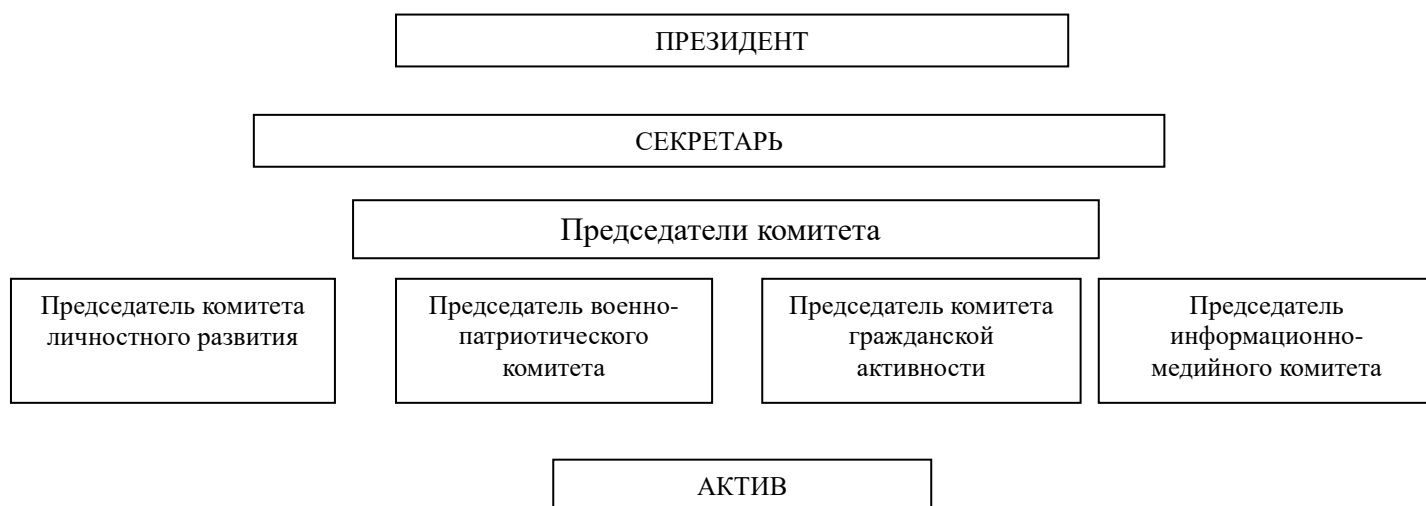 ПРЕЗИДЕНТ
СЕКРЕТАРЬ
Председатели комитета
Председатель комитета
личностного развития
Председатель военно-
патриотического
комитета
Председатель комитета
гражданской
активности
Председатель
информационно-
медийного комитета
АКТИВ